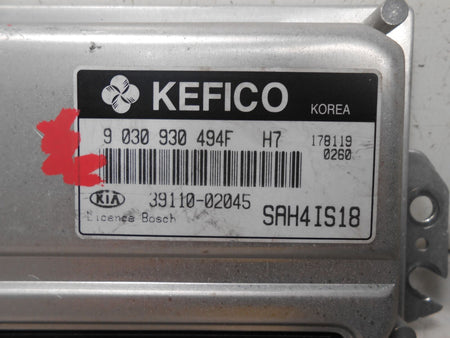 KEFICO KOREA
9 030 930 494F H7 178119
0260
KIA 39110-02045
Licence Bosch SAH4IS18